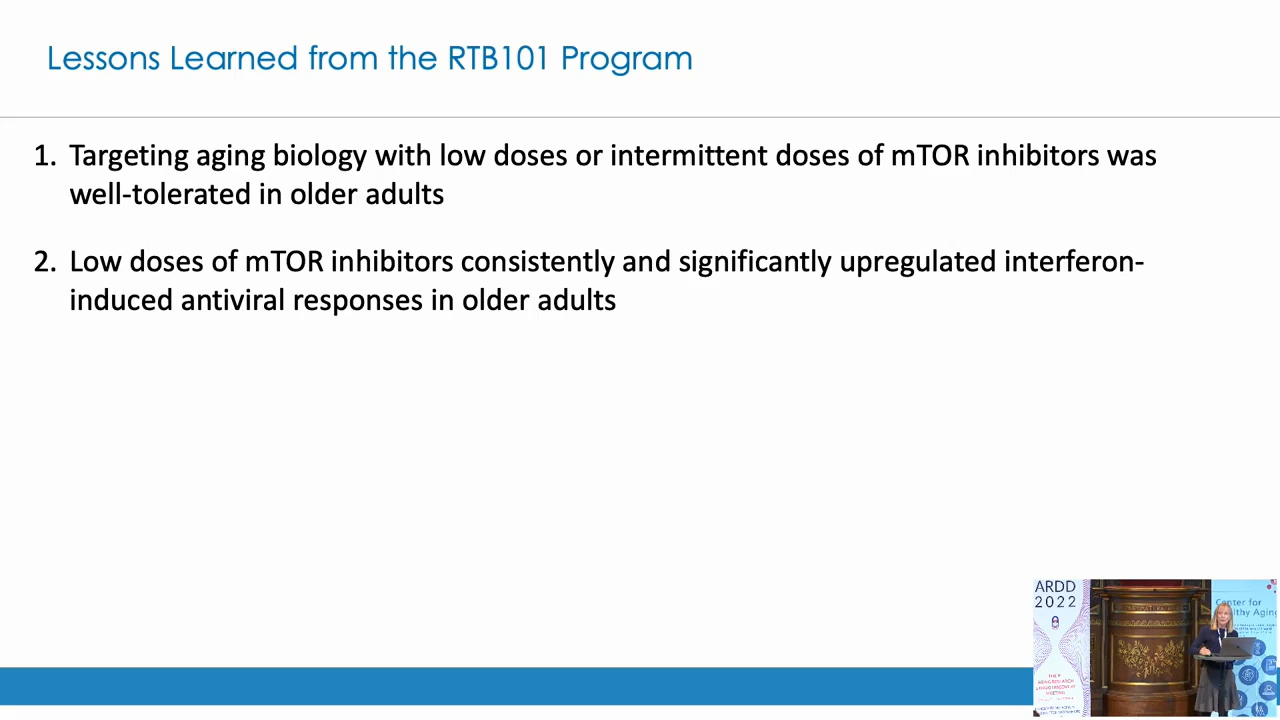 Lessons Learned from the RTB101 Program
1. Targeting aging biology with low doses or intermittent doses of mTOR inhibitors was
well-tolerated in older adults
2. Low doses of mTOR inhibitors consistently and significantly upregulated interferon-
induced antiviral responses in older adults
ARDD
2022
Center for
lthy Aging